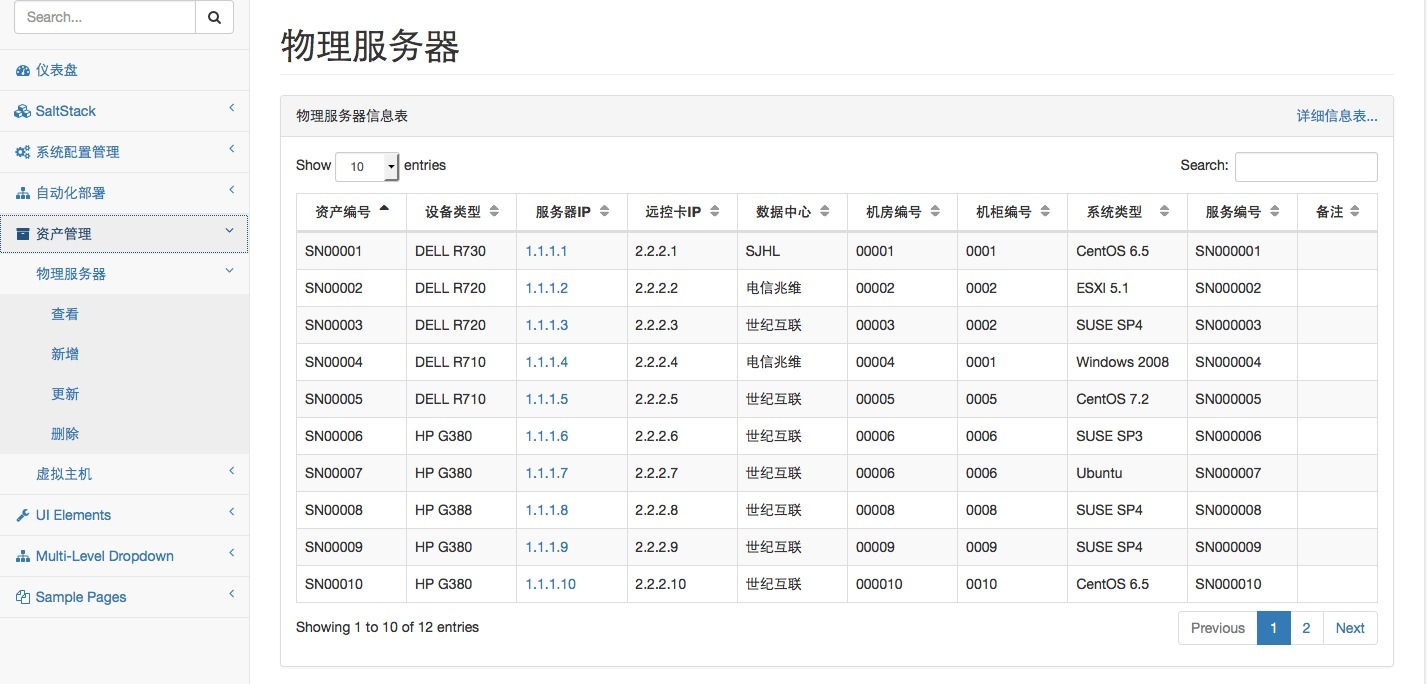 Search...
仪表盘
SaltStack
系统配置管理
自动化部署
资产管理
物理服务器
查看
新增
更新
删除
虚拟主机
UI Elements
Multi-Level Dropdown
Sample Pages
物理服务器
物理服务器信息表 详细信息表...
Show 10 entries Search:
资产编号 设备类型 服务器IP 远控卡IP 数据中心 机房编号 机柜编号 系统类型 服务编号 备注
SN00001 DELL R730 1.1.1.1 2.2.2.1 SJHL 00001 0001 CentOS 6.5 SN000001
SN00002 DELL R720 1.1.1.2 2.2.2.2 电信兆维 00002 0002 ESXI 5.1 SN000002
SN00003 DELL R720 1.1.1.3 2.2.2.3 世纪互联 00003 0002 SUSE SP4 SN000003
SN00004 DELL R710 1.1.1.4 2.2.2.4 电信兆维 00004 0001 Windows 2008 SN000004
SN00005 DELL R710 1.1.1.5 2.2.2.5 世纪互联 00005 0005 CentOS 7.2 SN000005
SN00006 HP G380 1.1.1.6 2.2.2.6 世纪互联 00006 0006 SUSE SP3 SN000006
SN00007 HP G380 1.1.1.7 2.2.2.7 世纪互联 00006 0006 Ubuntu SN000007
SN00008 HP G388 1.1.1.8 2.2.2.8 世纪互联 00008 0008 SUSE SP4 SN000008
SN00009 HP G380 1.1.1.9 2.2.2.9 世纪互联 00009 0009 SUSE SP4 SN000009
SN00010 HP G380 1.1.1.10 2.2.2.10 世纪互联 000010 0010 CentOS 6.5 SN000010
Showing 1 to 10 of 12 entries Previous 1 2 Next